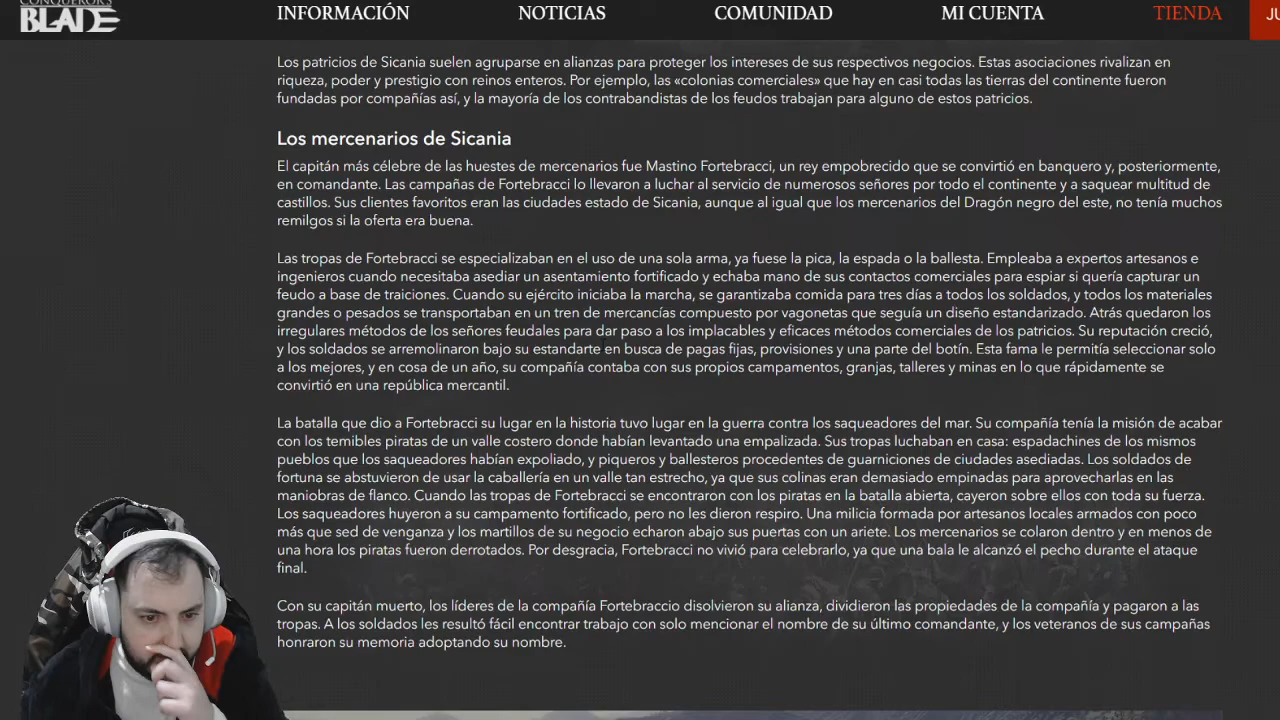 CONQUEROR'S
BLADE
INFORMACIÓN NOTICIAS COMUNIDAD MI CUENTA TIENDA JU
Los patricios de Sicania suelen agruparse en alianzas para proteger los intereses de sus respectivos negocios. Estas asociaciones rivalizan en
riqueza, poder y prestigio con reinos enteros. Por ejemplo, las «colonias comerciales» que hay en casi todas las tierras del continente fueron
fundadas por compañías así, y la mayoría de los contrabandistas de los feudos trabajan para alguno de estos patricios.
Los mercenarios de Sicania
El capitán más célebre de las huestes de mercenarios fue Mastino Fortebracci, un rey empobrecido que se convirtió en banquero y, posteriormente,
en comandante. Las campañas de Fortebracci lo llevaron a luchar al servicio de numerosos señores por todo el continente y a saquear multitud de
castillos. Sus clientes favoritos eran las ciudades estado de Sicania, aunque al igual que los mercenarios del Dragón negro del este, no tenía muchos
remilgos si la oferta era buena.
Las tropas de Fortebracci se especializaban en el uso de una sola arma, ya fuese la pica, la espada o la ballesta. Empleaba a expertos artesanos e
ingenieros cuando necesitaba asediar un asentamiento fortificado y echaba mano de sus contactos comerciales para espiar si quería capturar un
feudo a base de traiciones. Cuando su ejército iniciaba la marcha, se garantizaba comida para tres días a todos los soldados, y todos los materiales
grandes o pesados se transportaban en un tren de mercancías compuesto por vagonetas que seguía un diseño estandarizado. Atrás quedaron los
irregulares métodos de los señores feudales para dar paso a los implacables y eficaces métodos comerciales de los patricios. Su reputación creció,
y los soldados se arremolinaron bajo su estandarte en busca de pagas fijas, provisiones y una parte del botín. Esta fama le permitía seleccionar solo
a los mejores, y en cosa de un año, su compañía contaba con sus propios campamentos, granjas, talleres y minas en lo que rápidamente se
convirtió en una república mercantil.
La batalla que dio a Fortebracci su lugar en la historia tuvo lugar en la guerra contra los saqueadores del mar. Su compañía tenía la misión de acabar
con los temibles piratas de un valle costero donde habían levantado una empalizada. Sus tropas luchaban en casa: espadachines de los mismos
pueblos que los saqueadores habían expoliado, y piqueros y ballesteros procedentes de guarniciones de ciudades asediadas. Los soldados de
fortuna se abstuvieron de usar la caballería en un valle tan estrecho, ya que sus colinas eran demasiado empinadas para aprovecharlas en las
maniobras de flanco. Cuando las tropas de Fortebracci se encontraron con los piratas en la batalla abierta, cayeron sobre ellos con toda su fuerza.
Los saqueadores huyeron a su campamento fortificado, pero no les dieron respiro. Una milicia formada por artesanos locales armados con poco
más que sed de venganza y los martillos de su negocio echaron abajo sus puertas con un ariete. Los mercenarios se colaron dentro y en menos de
una hora los piratas fueron derrotados. Por desgracia, Fortebracci no vivió para celebrarlo, ya que una bala le alcanzó el pecho durante el ataque
final.
Con su capitán muerto, los líderes de la compañía Fortebraccio disolvieron su alianza, dividieron las propiedades de la compañía y pagaron a las
tropas. A los soldados les resultó fácil encontrar trabajo con solo mencionar el nombre de su último comandante, y los veteranos de sus campañas
honraron su memoria adoptando su nombre.